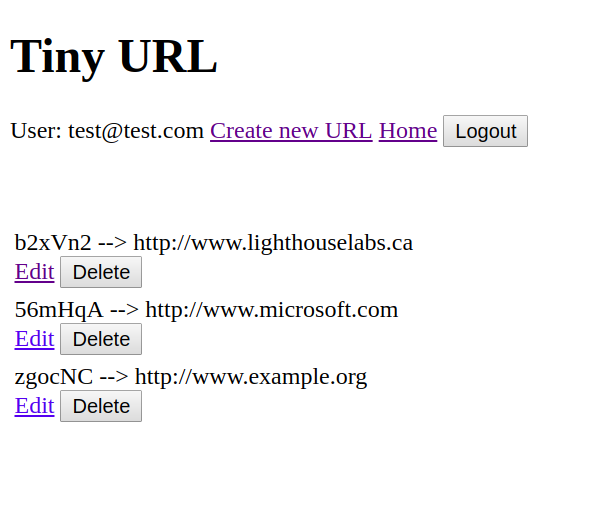 Tiny URL
User: test@test.com Create new URL Home Logout
b2xVn2 --> http://www.lighthouselabs.ca
Edit Delete
56mHqA --> http://www.microsoft.com
Edit Delete
zgocNC --> http://www.example.org
Edit Delete